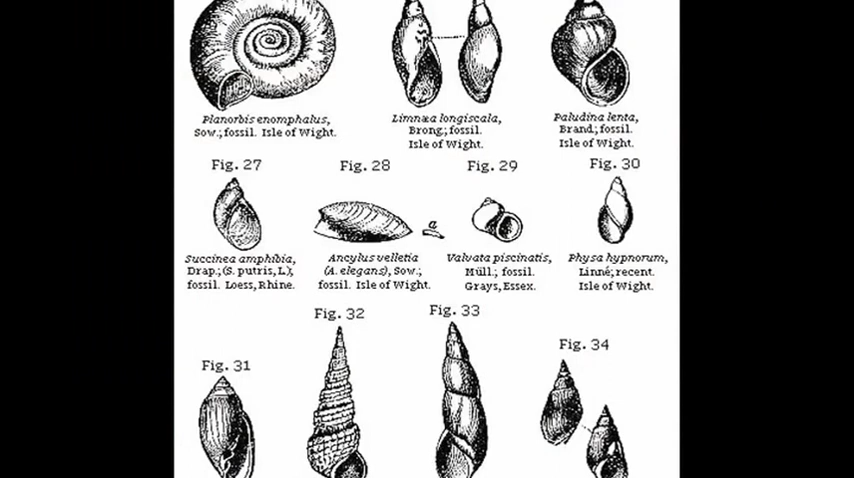 Planorbis enomphalus,
Sow.; fossil. Isle of Wight.
Limnæa longiscala,
Brong.; fossil.
Isle of Wight.
Paludina lenta,
Brand.; fossil.
Isle of Wight.
Fig. 27
Fig. 28
Fig. 29
Fig. 30
a
Succinea amphibia,
Drap.; (S. putris, L.),
fossil. Loess, Rhine.
Ancylus velletia
(A. elegans), Sow.;
fossil. Isle of Wight.
Valvata piscinatis,
Müll.; fossil.
Grays, Essex.
Physa hypnorum,
Linné; recent.
Isle of Wight.
Fig. 31
Fig. 32
Fig. 33
Fig. 34